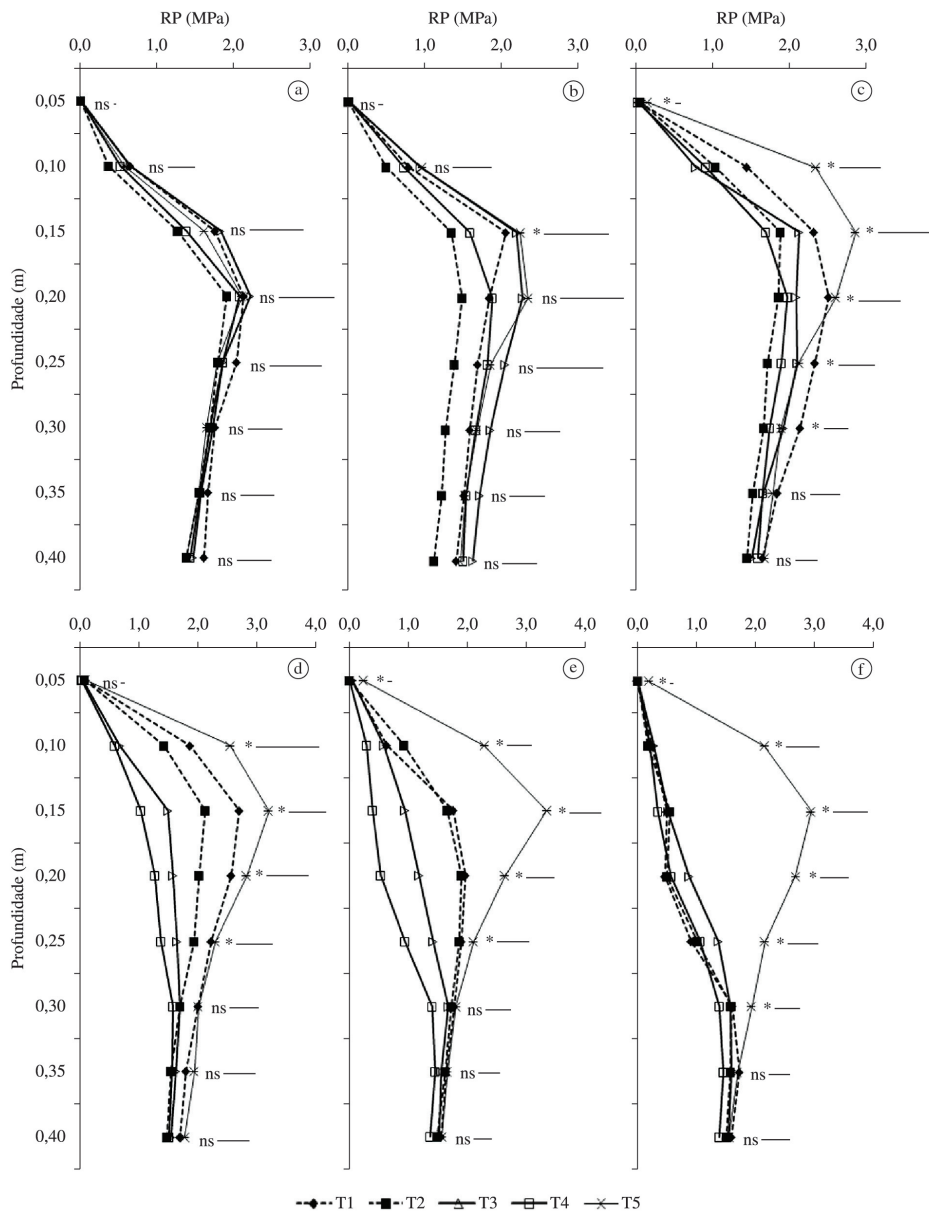 RP (MPa) RP (MPa) RP (MPa)
0,0 1,0 2,0 3,0 0,0 1,0 2,0 3,0 0,0 1,0 2,0 3,0
a b c
0,05 ns ns *
0,10 ns ns *
0,15 ns * *
0,20 ns ns *
0,25 ns ns *
0,30 ns ns *
0,35 ns ns ns
0,40 ns ns ns
Profundidade (m)
0,0 1,0 2,0 3,0 4,0 0,0 1,0 2,0 3,0 4,0 0,0 1,0 2,0 3,0 4,0
d e f
0,05 ns * *
0,10 * * *
0,15 * * *
0,20 * * *
0,25 * * *
0,30 ns ns *
0,35 ns ns ns
0,40 ns ns ns
Profundidade (m)
T1 T2 T3 T4 T5